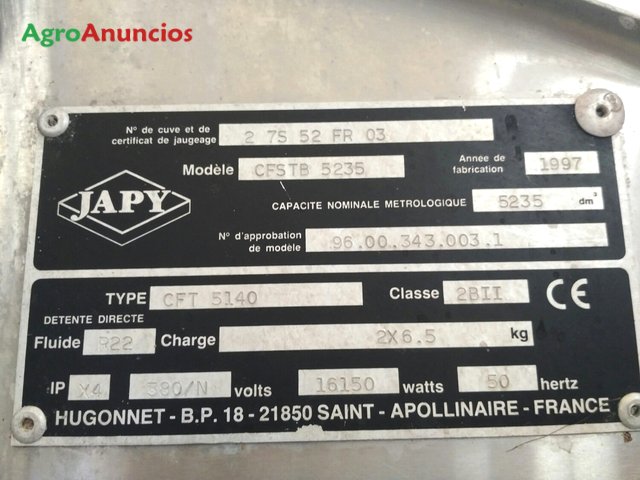 AgroAnuncios
N° de cuve et de certificat de jaugeage 2 75 52 FR 03
Modèle CFSTB 5235
Année de fabrication 1997
JAPY
CAPACITE NOMINALE METROLOGIQUE 5235 dm³
N° d'approbation de modèle 96.00.343.003.1
TYPE CFT 5140 Classe 2BII CE
DETENTE DIRECTE
Fluide R22 Charge 2X6.5 kg
IP X4 380/N volts 16150 watts 50 hertz
HUGONNET - B.P. 18 - 21850 SAINT - APOLLINAIRE - FRANCE